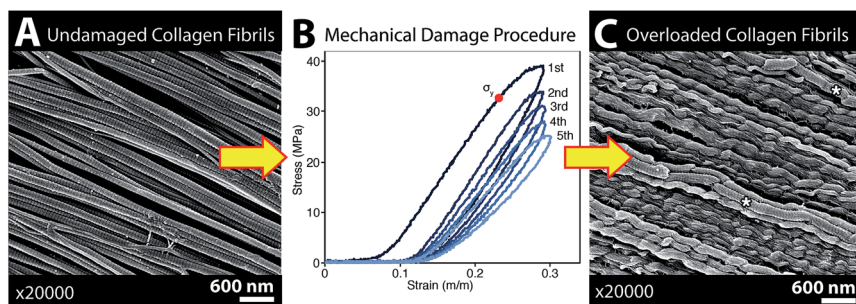 A Undamaged Collagen Fibrils
x20000
600 nm
B Mechanical Damage Procedure
Stress (MPa)
40
30
20
10
0
σy
1st
2nd
3rd
4th
5th
0
0.1
0.2
0.3
Strain (m/m)
C Overloaded Collagen Fibrils
*
*
x20000
600 nm